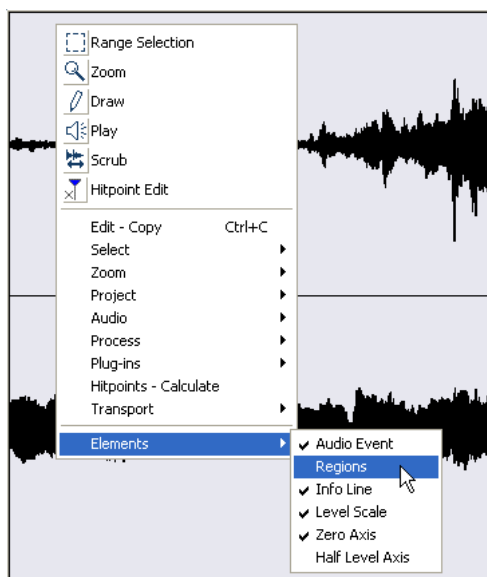 Range Selection
Zoom
Draw
Play
Scrub
Hitpoint Edit
Edit - Copy Ctrl+C
Select
Zoom
Project
Audio
Process
Plug-ins
Hitpoints - Calculate
Transport
Elements
Audio Event
Regions
Info Line
Level Scale
Zero Axis
Half Level Axis